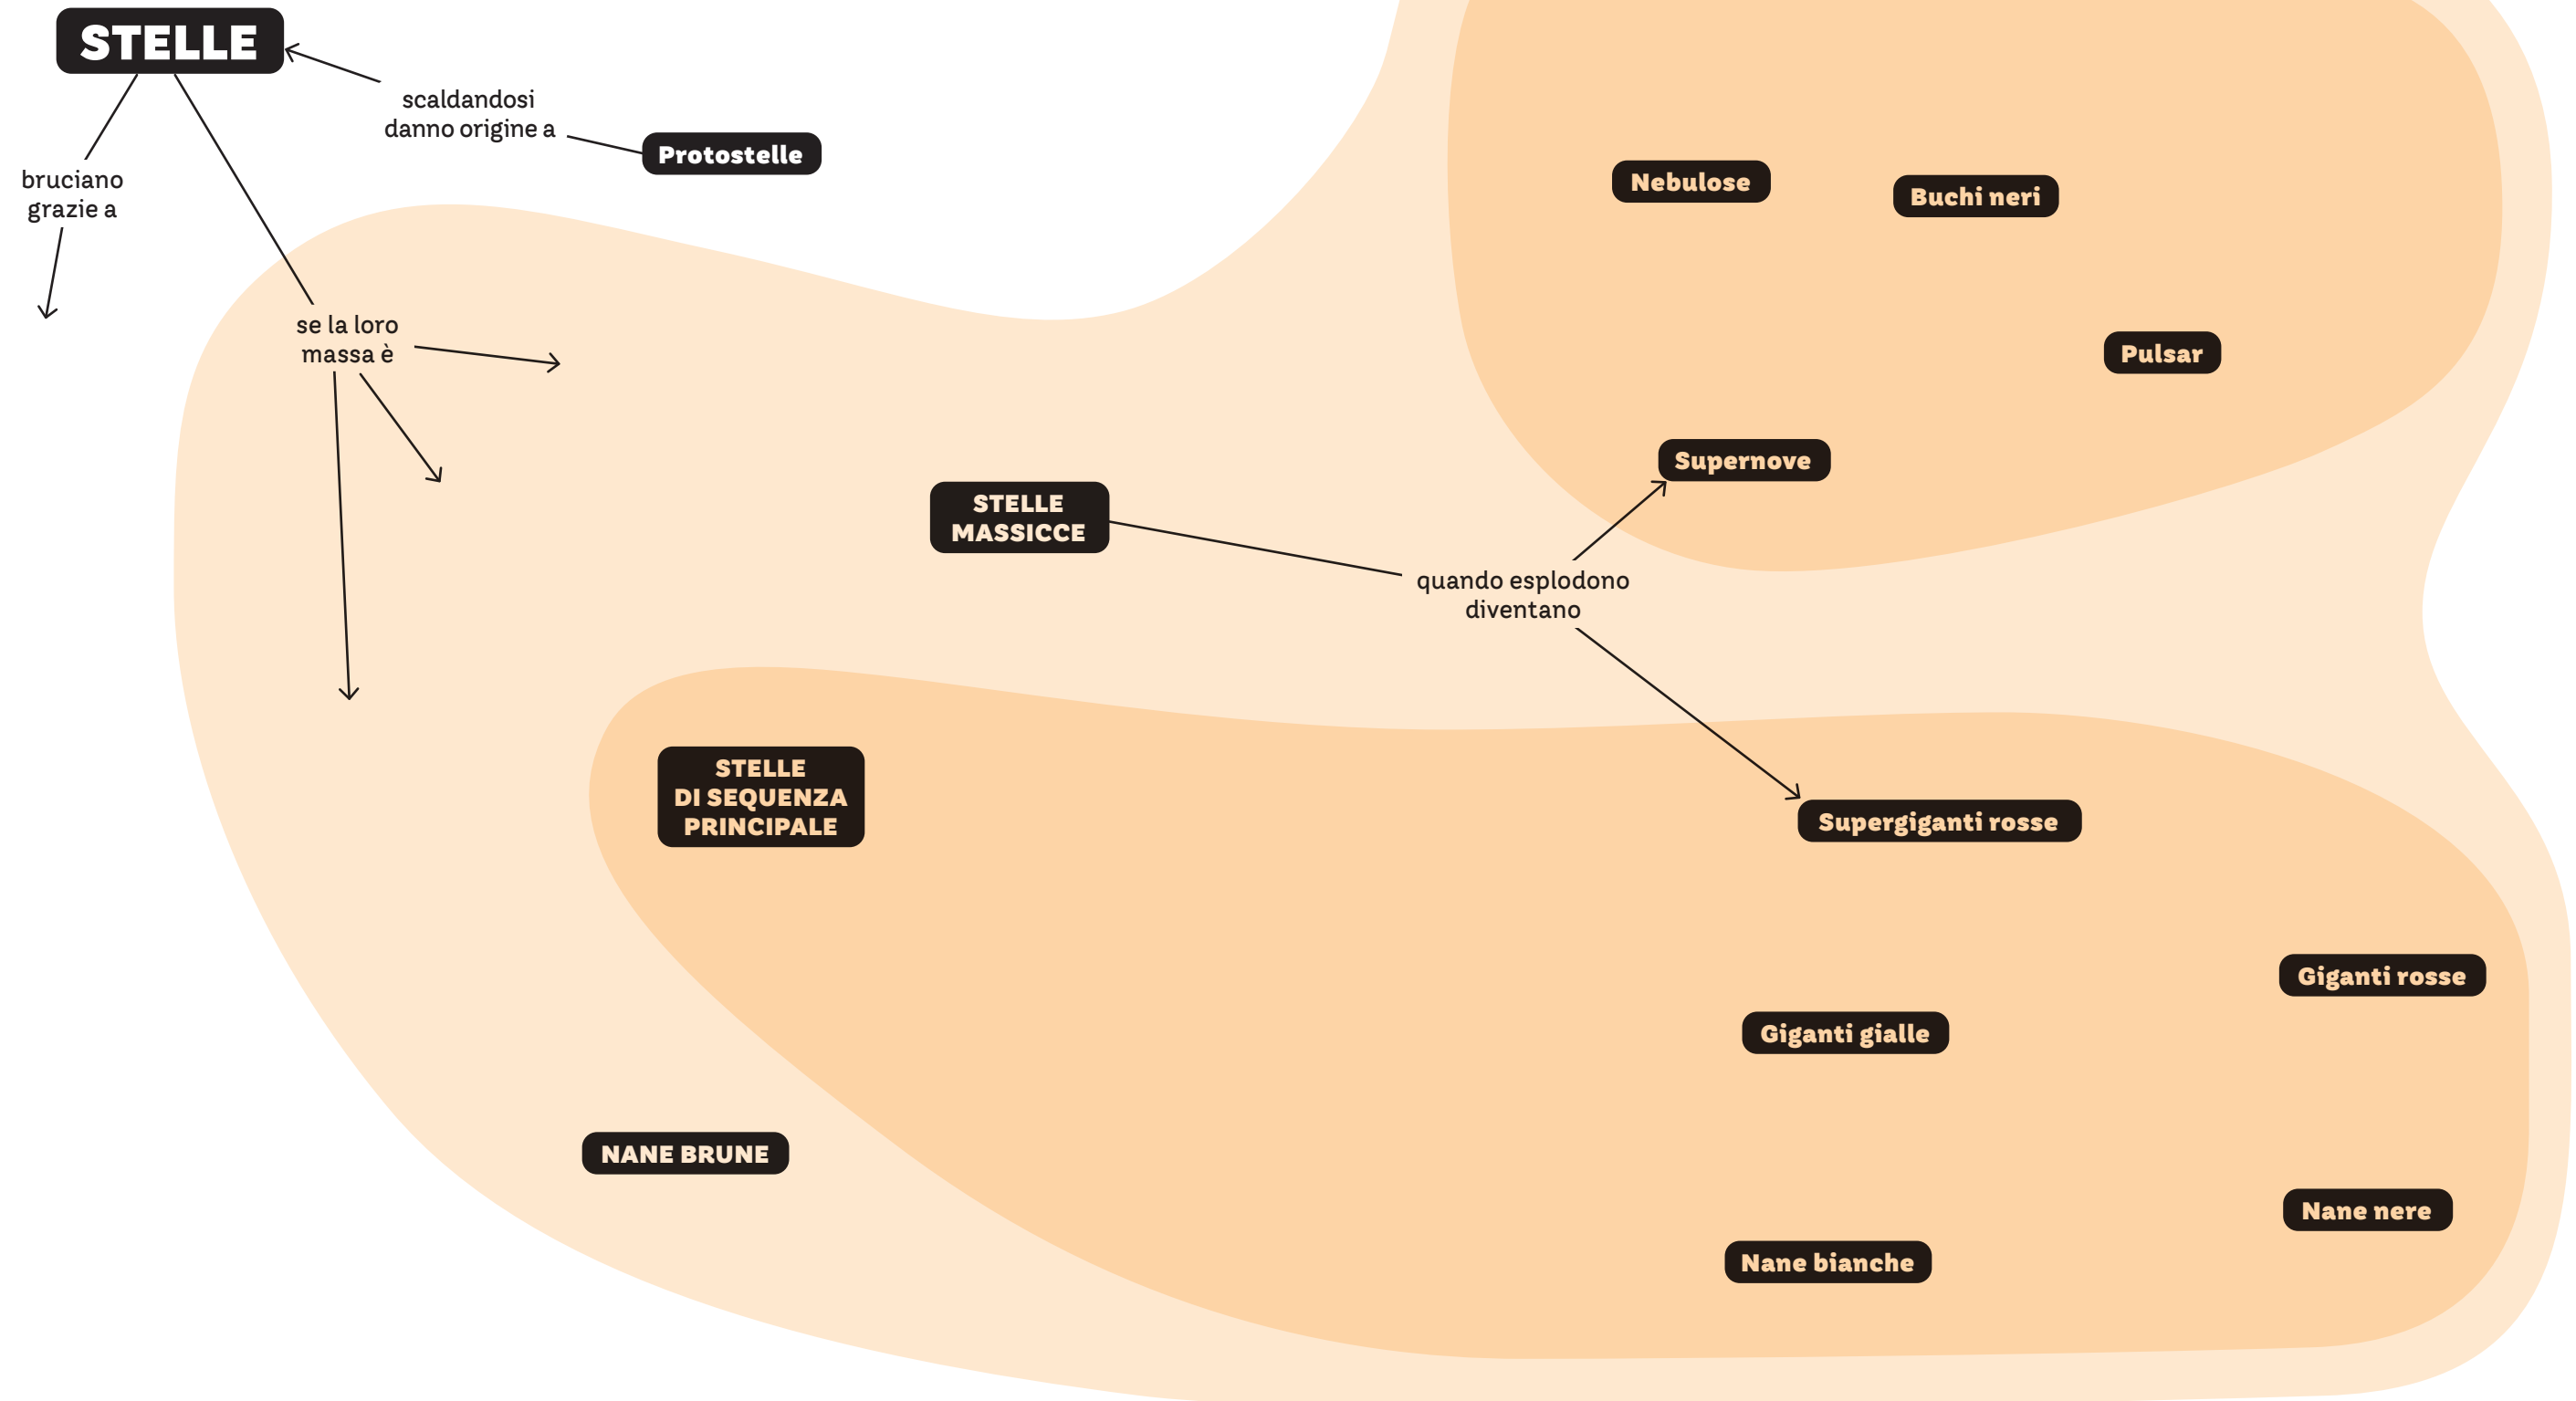 STELLE
scaldandosi
danno origine a
Protostelle
bruciano
grazie a
se la loro
massa è
Nebulose
Buchi neri
Pulsar
Supernove
STELLE
MASSICCE
quando esplodono
diventano
STELLE
DI SEQUENZA
PRINCIPALE
Supergiganti rosse
Giganti rosse
Giganti gialle
NANE BRUNE
Nane nere
Nane bianche